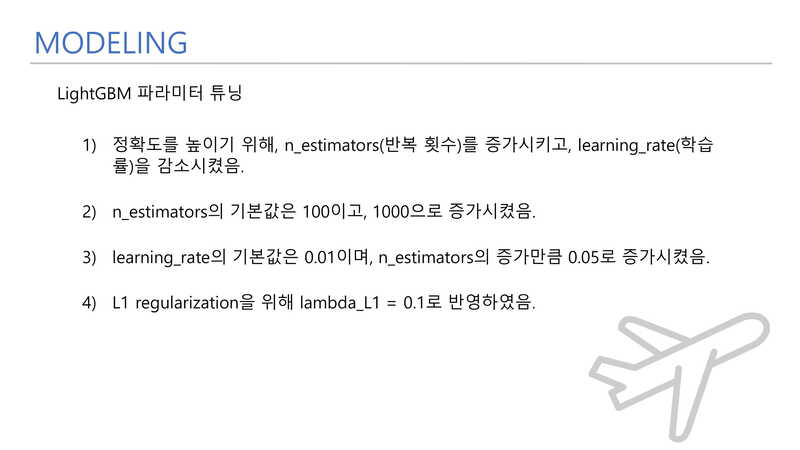 MODELING
LightGBM 파라미터 튜닝
1) 정확도를 높이기 위해, n_estimators(반복 횟수)를 증가시키고, learning_rate(학습
률)을 감소시켰음.
2) n_estimators의 기본값은 100이고, 1000으로 증가시켰음.
3) learning_rate의 기본값은 0.01이며, n_estimators의 증가만큼 0.05로 증가시켰음.
4) L1 regularization을 위해 lambda_L1 = 0.1로 반영하였음.